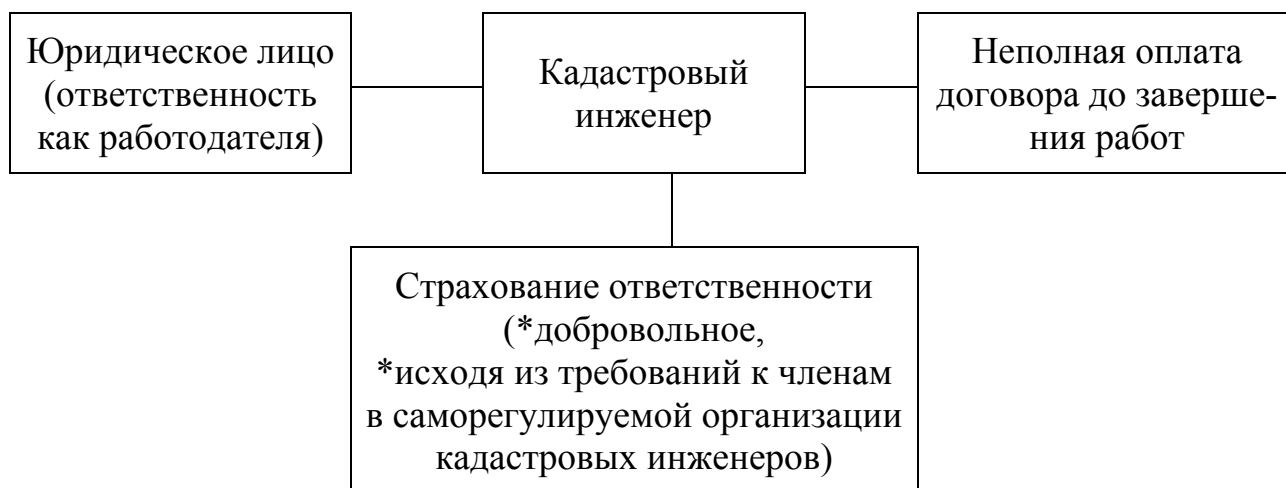 Юридическое лицо
(ответственность
как работодателя)
Кадастровый
инженер
Неполная оплата
договора до заверше-
ния работ
Страхование ответственности
(*добровольное,
*исходя из требований к членам
в саморегулируемой организации
кадастровых инженеров)